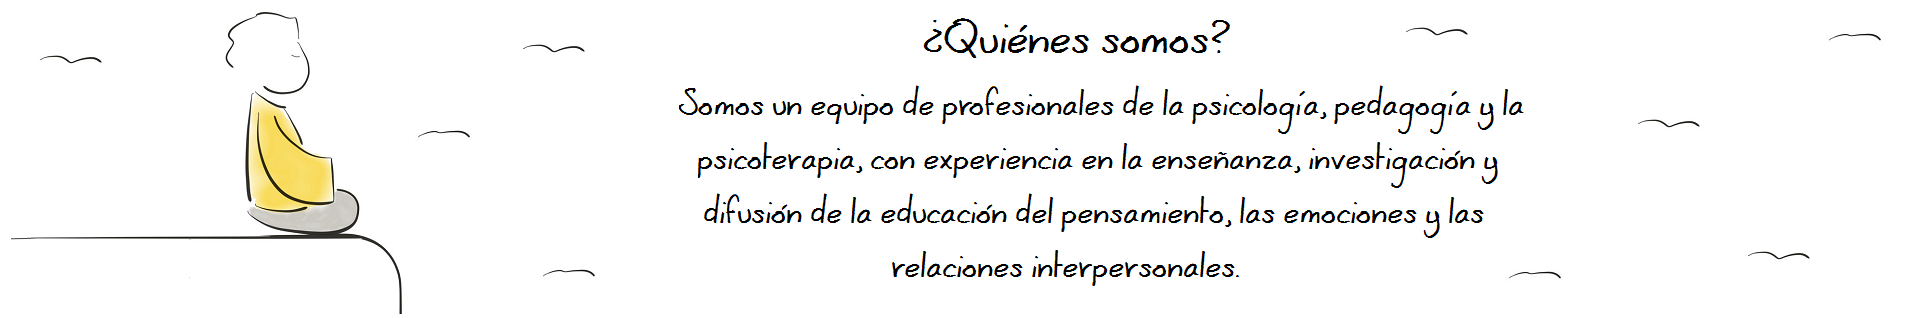 ¿Quiénes somos?
Somos un equipo de profesionales de la psicología, pedagogía y la
psicoterapia, con experiencia en la enseñanza, investigación y
difusión de la educación del pensamiento, las emociones y las
relaciones interpersonales.